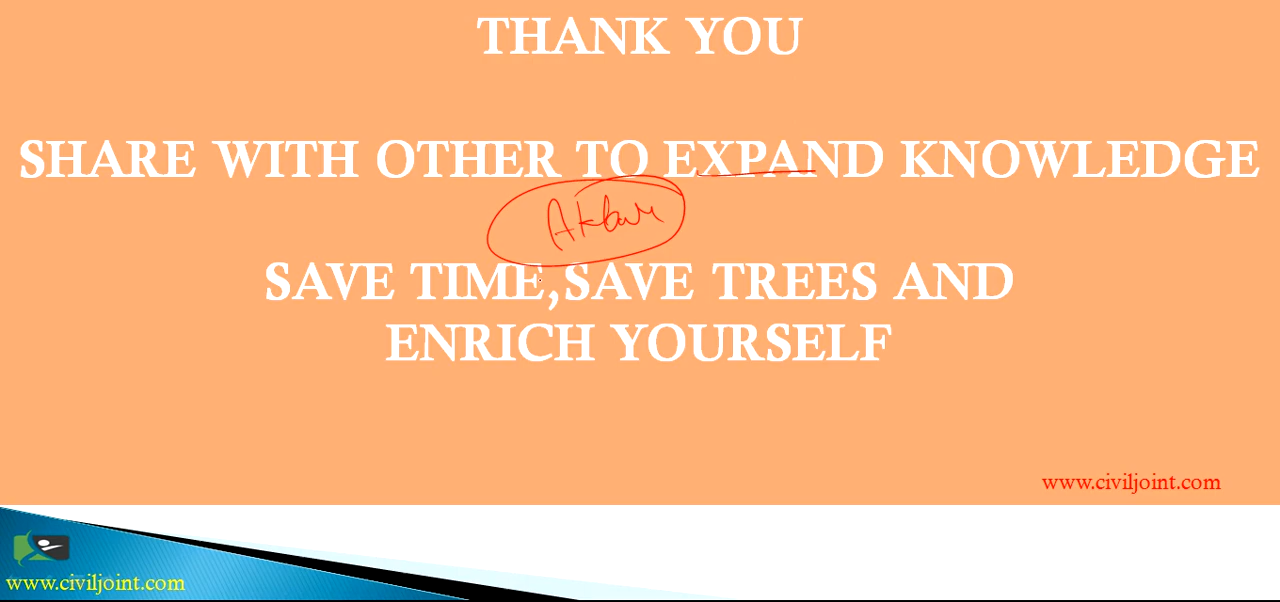 THANK YOU
SHARE WITH OTHER TO EXPAND KNOWLEDGE
Akbar
SAVE TIME,SAVE TREES AND
ENRICH YOURSELF
www.civiljoint.com
www.civiljoint.com